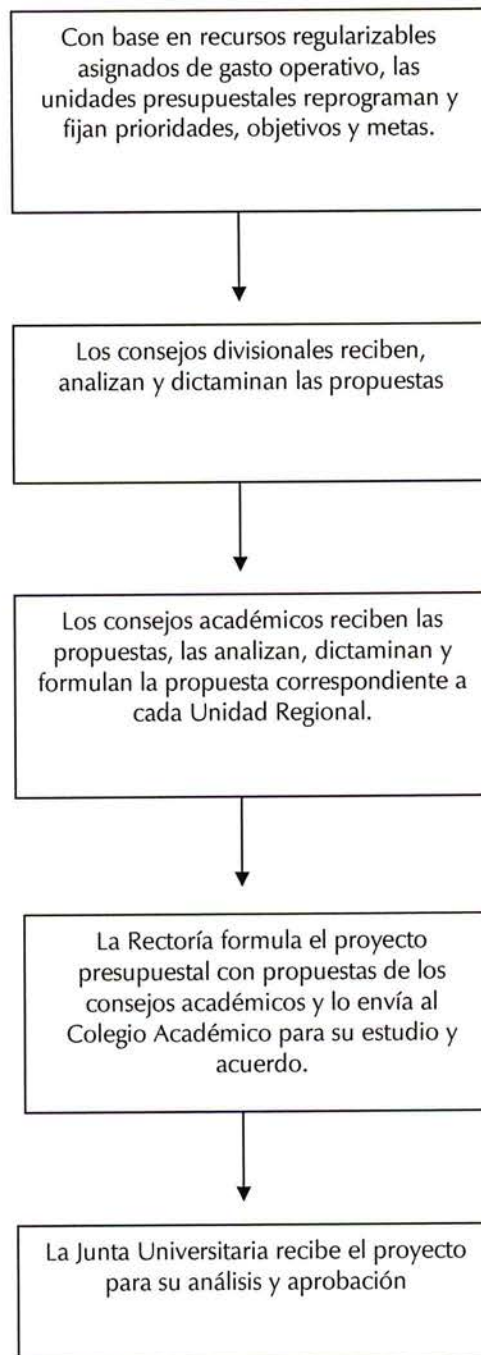 Con base en recursos regularizables
asignados de gasto operativo, las
unidades presupuestales reprograman y
fijan prioridades, objetivos y metas.
Los consejos divisionales reciben,
analizan y dictaminan las propuestas
Los consejos académicos reciben las
propuestas, las analizan, dictaminan y
formulan la propuesta correspondiente a
cada Unidad Regional.
La Rectoría formula el proyecto
presupuestal con propuestas de los
consejos académicos y lo envía al
Colegio Académico para su estudio y
acuerdo.
La Junta Universitaria recibe el proyecto
para su análisis y aprobación